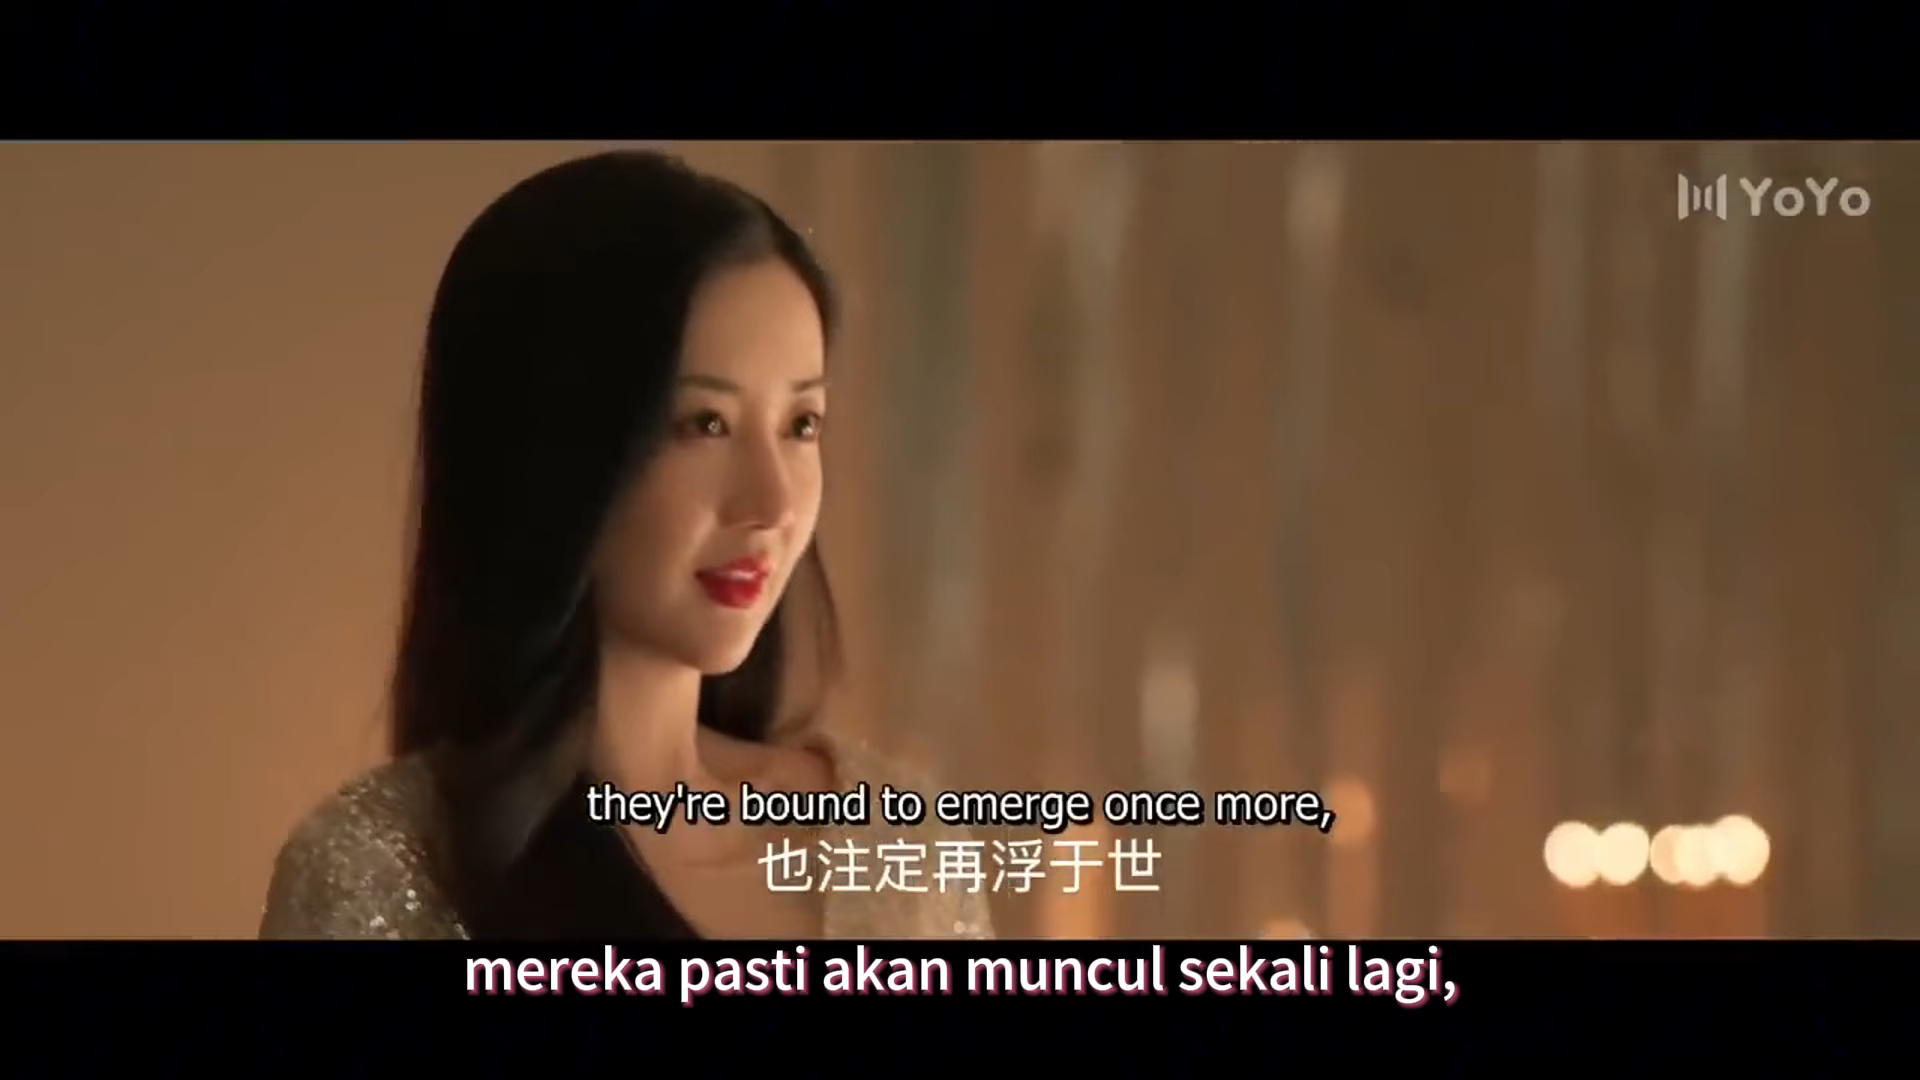 YoYo
they're bound to emerge once more,
也注定再浮于世
mereka pasti akan muncul sekali lagi,